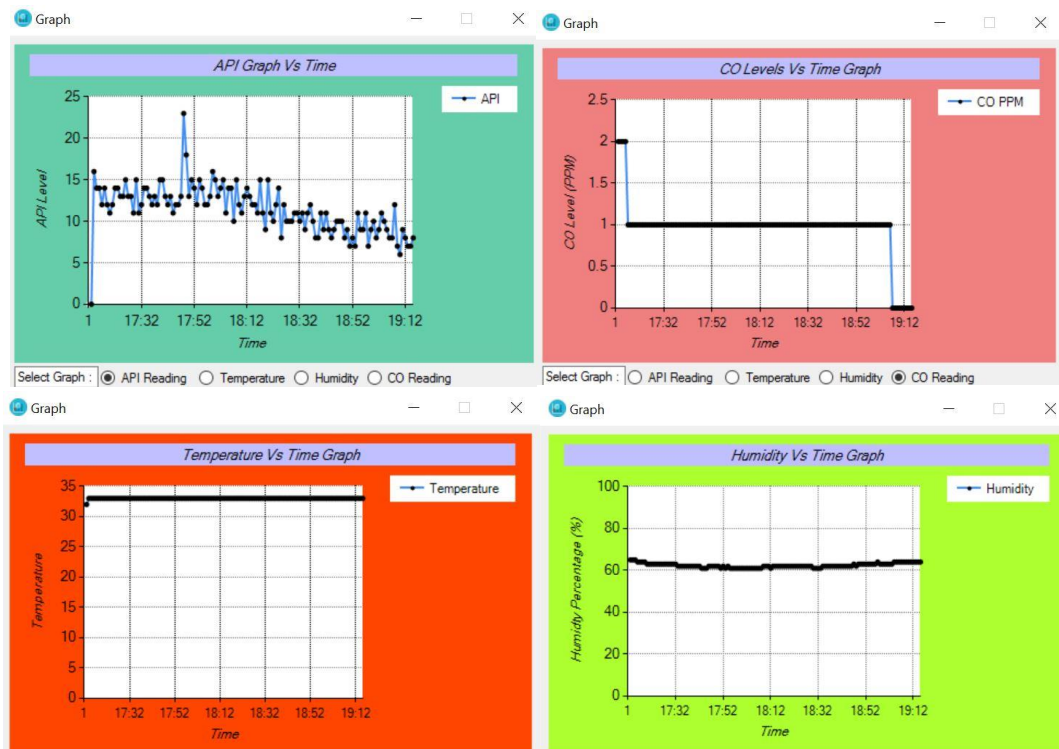 Graph
API Graph Vs Time
API
25
20
15
10
5
0
API Level
1 17:32 17:52 18:12 18:32 18:52 19:12
Time
Select Graph : API Reading Temperature Humidity CO Reading
Graph
CO Levels Vs Time Graph
CO PPM
2.5
2
1.5
1
0.5
0
CO Level (PPM)
1 17:32 17:52 18:12 18:32 18:52 19:12
Time
Select Graph : API Reading Temperature Humidity CO Reading
Graph
Temperature Vs Time Graph
Temperature
35
30
25
20
15
10
5
0
Temperature
1 17:32 17:52 18:12 18:32 18:52 19:12
Time
Graph
Humidity Vs Time Graph
Humidity
100
80
60
40
20
0
Humidty Percentage (%)
1 17:32 17:52 18:12 18:32 18:52 19:12
Time